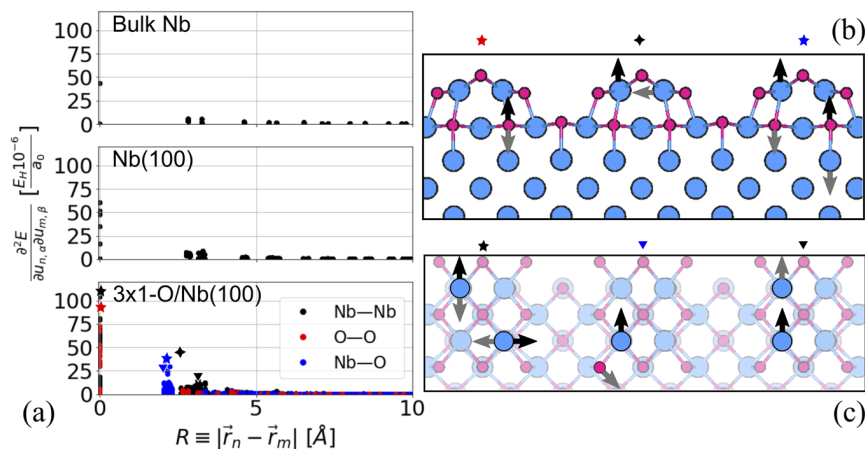 Bulk Nb
100
75
50
25
0
Nb(100)
100
75
50
25
0
3x1-O/Nb(100)
100
75
50
25
0
Nb—Nb
O—O
Nb—O
0
5
10
∂²E / ∂u_{n,α}∂u_{m,β} [E_H 10⁻⁶ / a_0]
R ≡ |r⃗_n − r⃗_m| [Å]
(a)
(b)
(c)